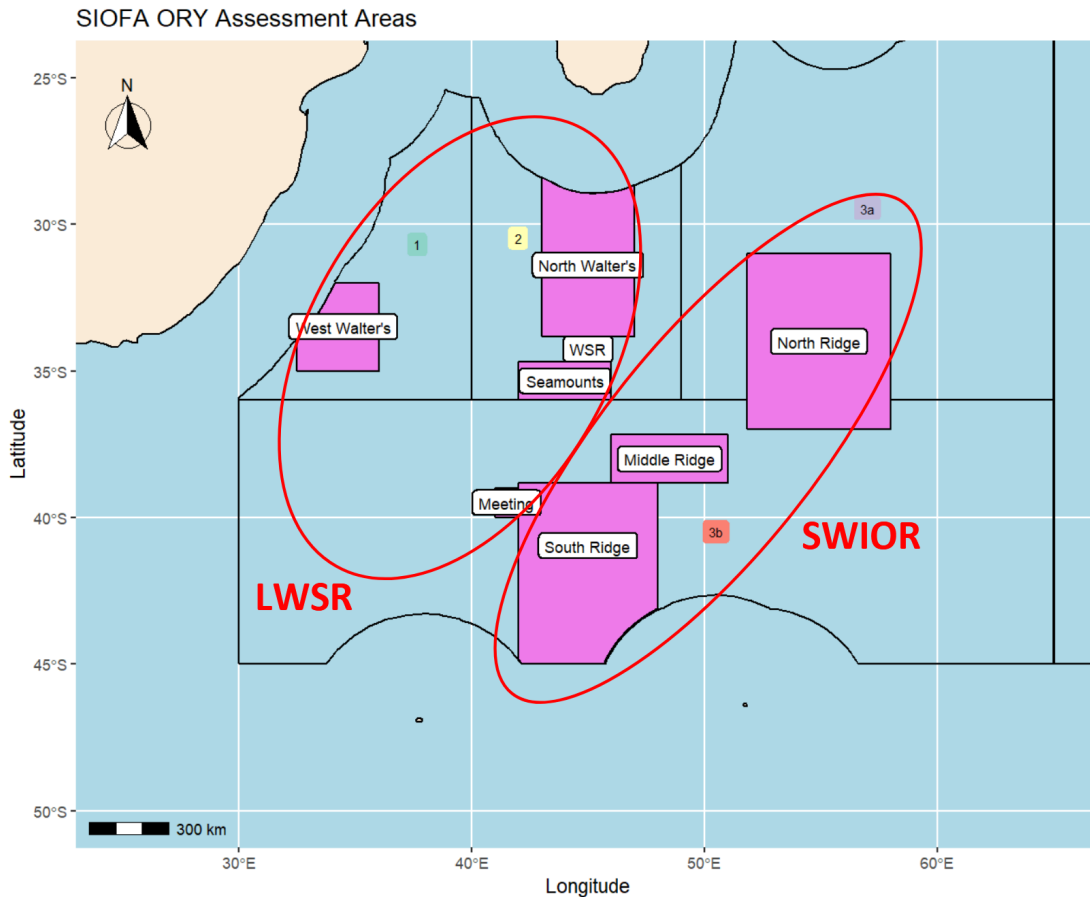 SIOFA ORY Assessment Areas
25°S
30°S
35°S
40°S
45°S
50°S
Latitude
N
3a
1
2
North Walter's
West Walter's
North Ridge
WSR
Seamounts
Middle Ridge
Meeting
3b
SWIOR
South Ridge
LWSR
300 km
30°E
40°E
50°E
60°E
Longitude